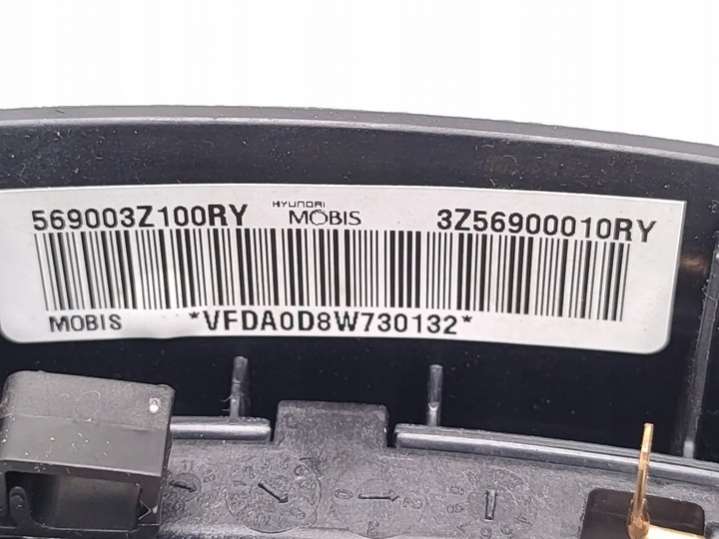 569003Z100RY HYUNDAI MOBIS 3Z56900010RY
MOBIS *VFDA0D8W730132*